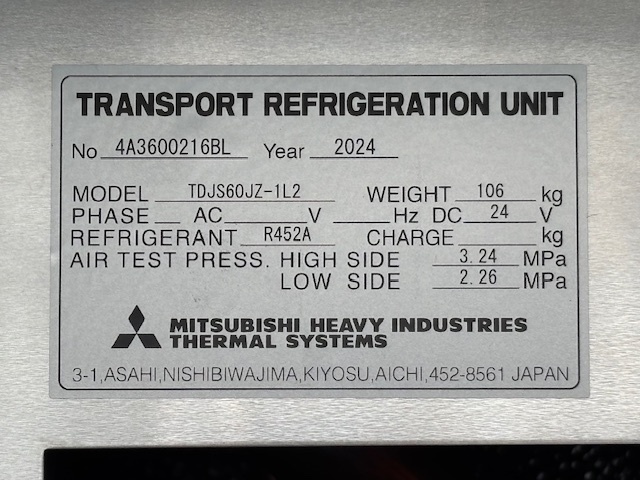 TRANSPORT REFRIGERATION UNIT
No 4A3600216BL Year 2024
MODEL TDJS60JZ-1L2 WEIGHT 106 kg
PHASE AC V Hz DC 24 V
REFRIGERANT R452A CHARGE kg
AIR TEST PRESS. HIGH SIDE 3.24 MPa
LOW SIDE 2.26 MPa
MITSUBISHI HEAVY INDUSTRIES
THERMAL SYSTEMS
3-1,ASAHI,NISHIBIWAJIMA,KIYOSU,AICHI,452-8561 JAPAN